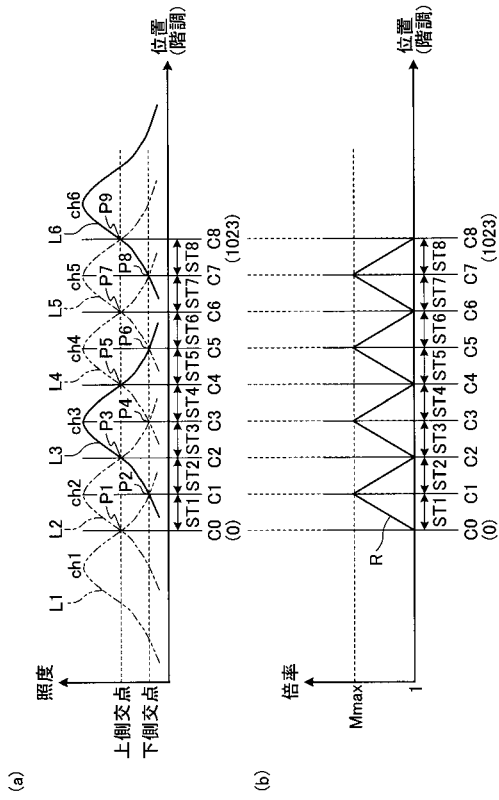 (a)
照度
上側交点
下側交点
L1
ch1
L2
ch2
P1
P2
L3
ch3
P3
P4
L4
ch4
P5
P6
L5
ch5
P7
P8
L6
ch6
P9
ST1
ST2
ST3
ST4
ST5
ST6
ST7
ST8
C0
(0)
C1
C2
C3
C4
C5
C6
C7
C8
(1023)
位置
(階調)
(b)
倍率
Mmax
1
R
ST1
ST2
ST3
ST4
ST5
ST6
ST7
ST8
C0
(0)
C1
C2
C3
C4
C5
C6
C7
C8
(1023)
位置
(階調)